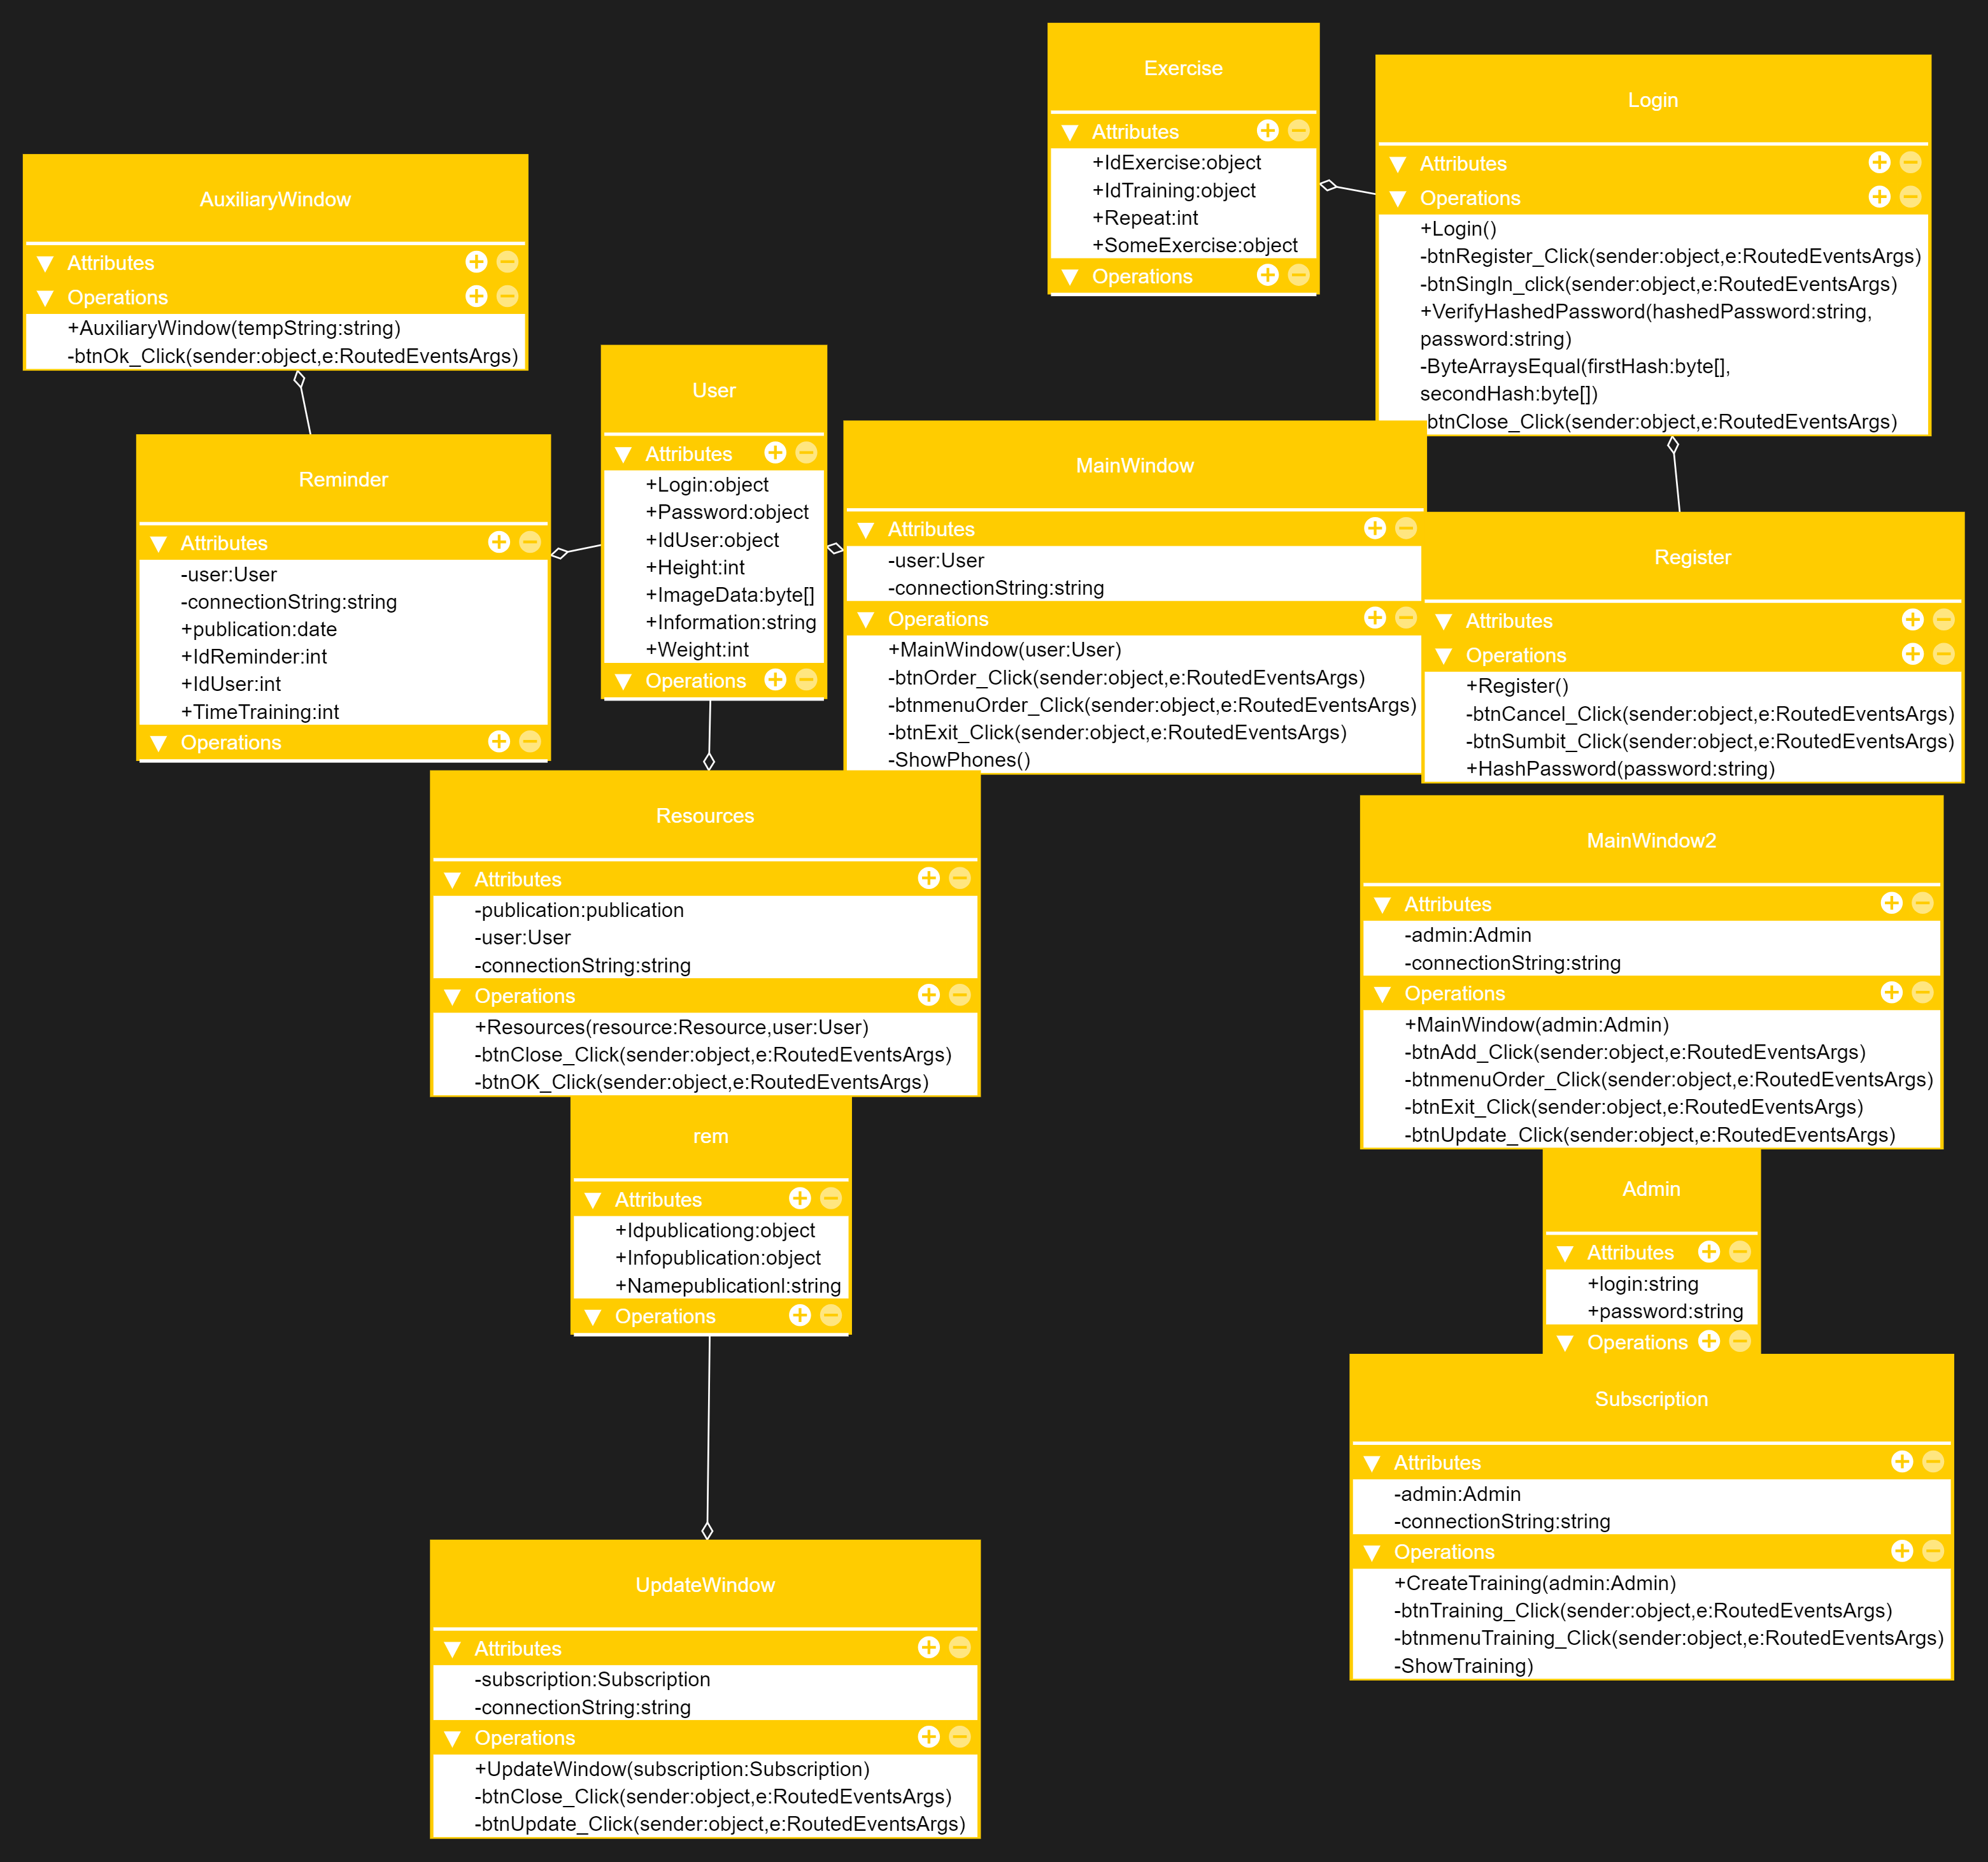 Exercise
Attributes
+IdExercise:object
+IdTraining:object
+Repeat:int
+SomeExercise:object
Operations
Login
Attributes
Operations
+Login()
-btnRegister_Click(sender:object,e:RoutedEventsArgs)
-btnSingIn_click(sender:object,e:RoutedEventsArgs)
+VerifyHashedPassword(hashedPassword:string,
password:string)
-ByteArraysEqual(firstHash:byte[],
secondHash:byte[])
btnClose_Click(sender:object,e:RoutedEventsArgs)
AuxiliaryWindow
Attributes
Operations
+AuxiliaryWindow(tempString:string)
-btnOk_Click(sender:object,e:RoutedEventsArgs)
User
Attributes
+Login:object
+Password:object
+IdUser:object
+Height:int
+ImageData:byte[]
+Information:string
+Weight:int
Operations
MainWindow
Attributes
-user:User
-connectionString:string
Operations
+MainWindow(user:User)
-btnOrder_Click(sender:object,e:RoutedEventsArgs)
-btnmenuOrder_Click(sender:object,e:RoutedEventsArgs)
-btnExit_Click(sender:object,e:RoutedEventsArgs)
-ShowPhones()
Reminder
Attributes
-user:User
-connectionString:string
+publication:date
+IdReminder:int
+IdUser:int
+TimeTraining:int
Operations
Register
Attributes
Operations
+Register()
-btnCancel_Click(sender:object,e:RoutedEventsArgs)
-btnSumbit_Click(sender:object,e:RoutedEventsArgs)
+HashPassword(password:string)
Resources
Attributes
-publication:publication
-user:User
-connectionString:string
Operations
+Resources(resource:Resource,user:User)
-btnClose_Click(sender:object,e:RoutedEventsArgs)
-btnOK_Click(sender:object,e:RoutedEventsArgs)
MainWindow2
Attributes
-admin:Admin
-connectionString:string
Operations
+MainWindow(admin:Admin)
-btnAdd_Click(sender:object,e:RoutedEventsArgs)
-btnmenuOrder_Click(sender:object,e:RoutedEventsArgs)
-btnExit_Click(sender:object,e:RoutedEventsArgs)
-btnUpdate_Click(sender:object,e:RoutedEventsArgs)
rem
Attributes
+Idpublicationg:object
+Infopublication:object
+Namepublicationl:string
Operations
Admin
Attributes
+login:string
+password:string
Operations
Subscription
Attributes
-admin:Admin
-connectionString:string
Operations
+CreateTraining(admin:Admin)
-btnTraining_Click(sender:object,e:RoutedEventsArgs)
-btnmenuTraining_Click(sender:object,e:RoutedEventsArgs)
-ShowTraining)
UpdateWindow
Attributes
-subscription:Subscription
-connectionString:string
Operations
+UpdateWindow(subscription:Subscription)
-btnClose_Click(sender:object,e:RoutedEventsArgs)
-btnUpdate_Click(sender:object,e:RoutedEventsArgs)